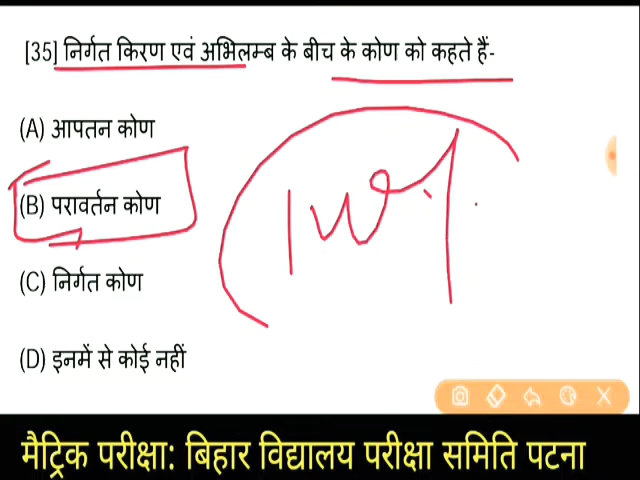 [35] निर्गत किरण एवं अभिलम्ब के बीच के कोण को कहते हैं-
(A) आपतन कोण
(B) परावर्तन कोण
(C) निर्गत कोण
(D) इनमें से कोई नहीं
मैट्रिक परीक्षा: बिहार विद्यालय परीक्षा समिति पटना